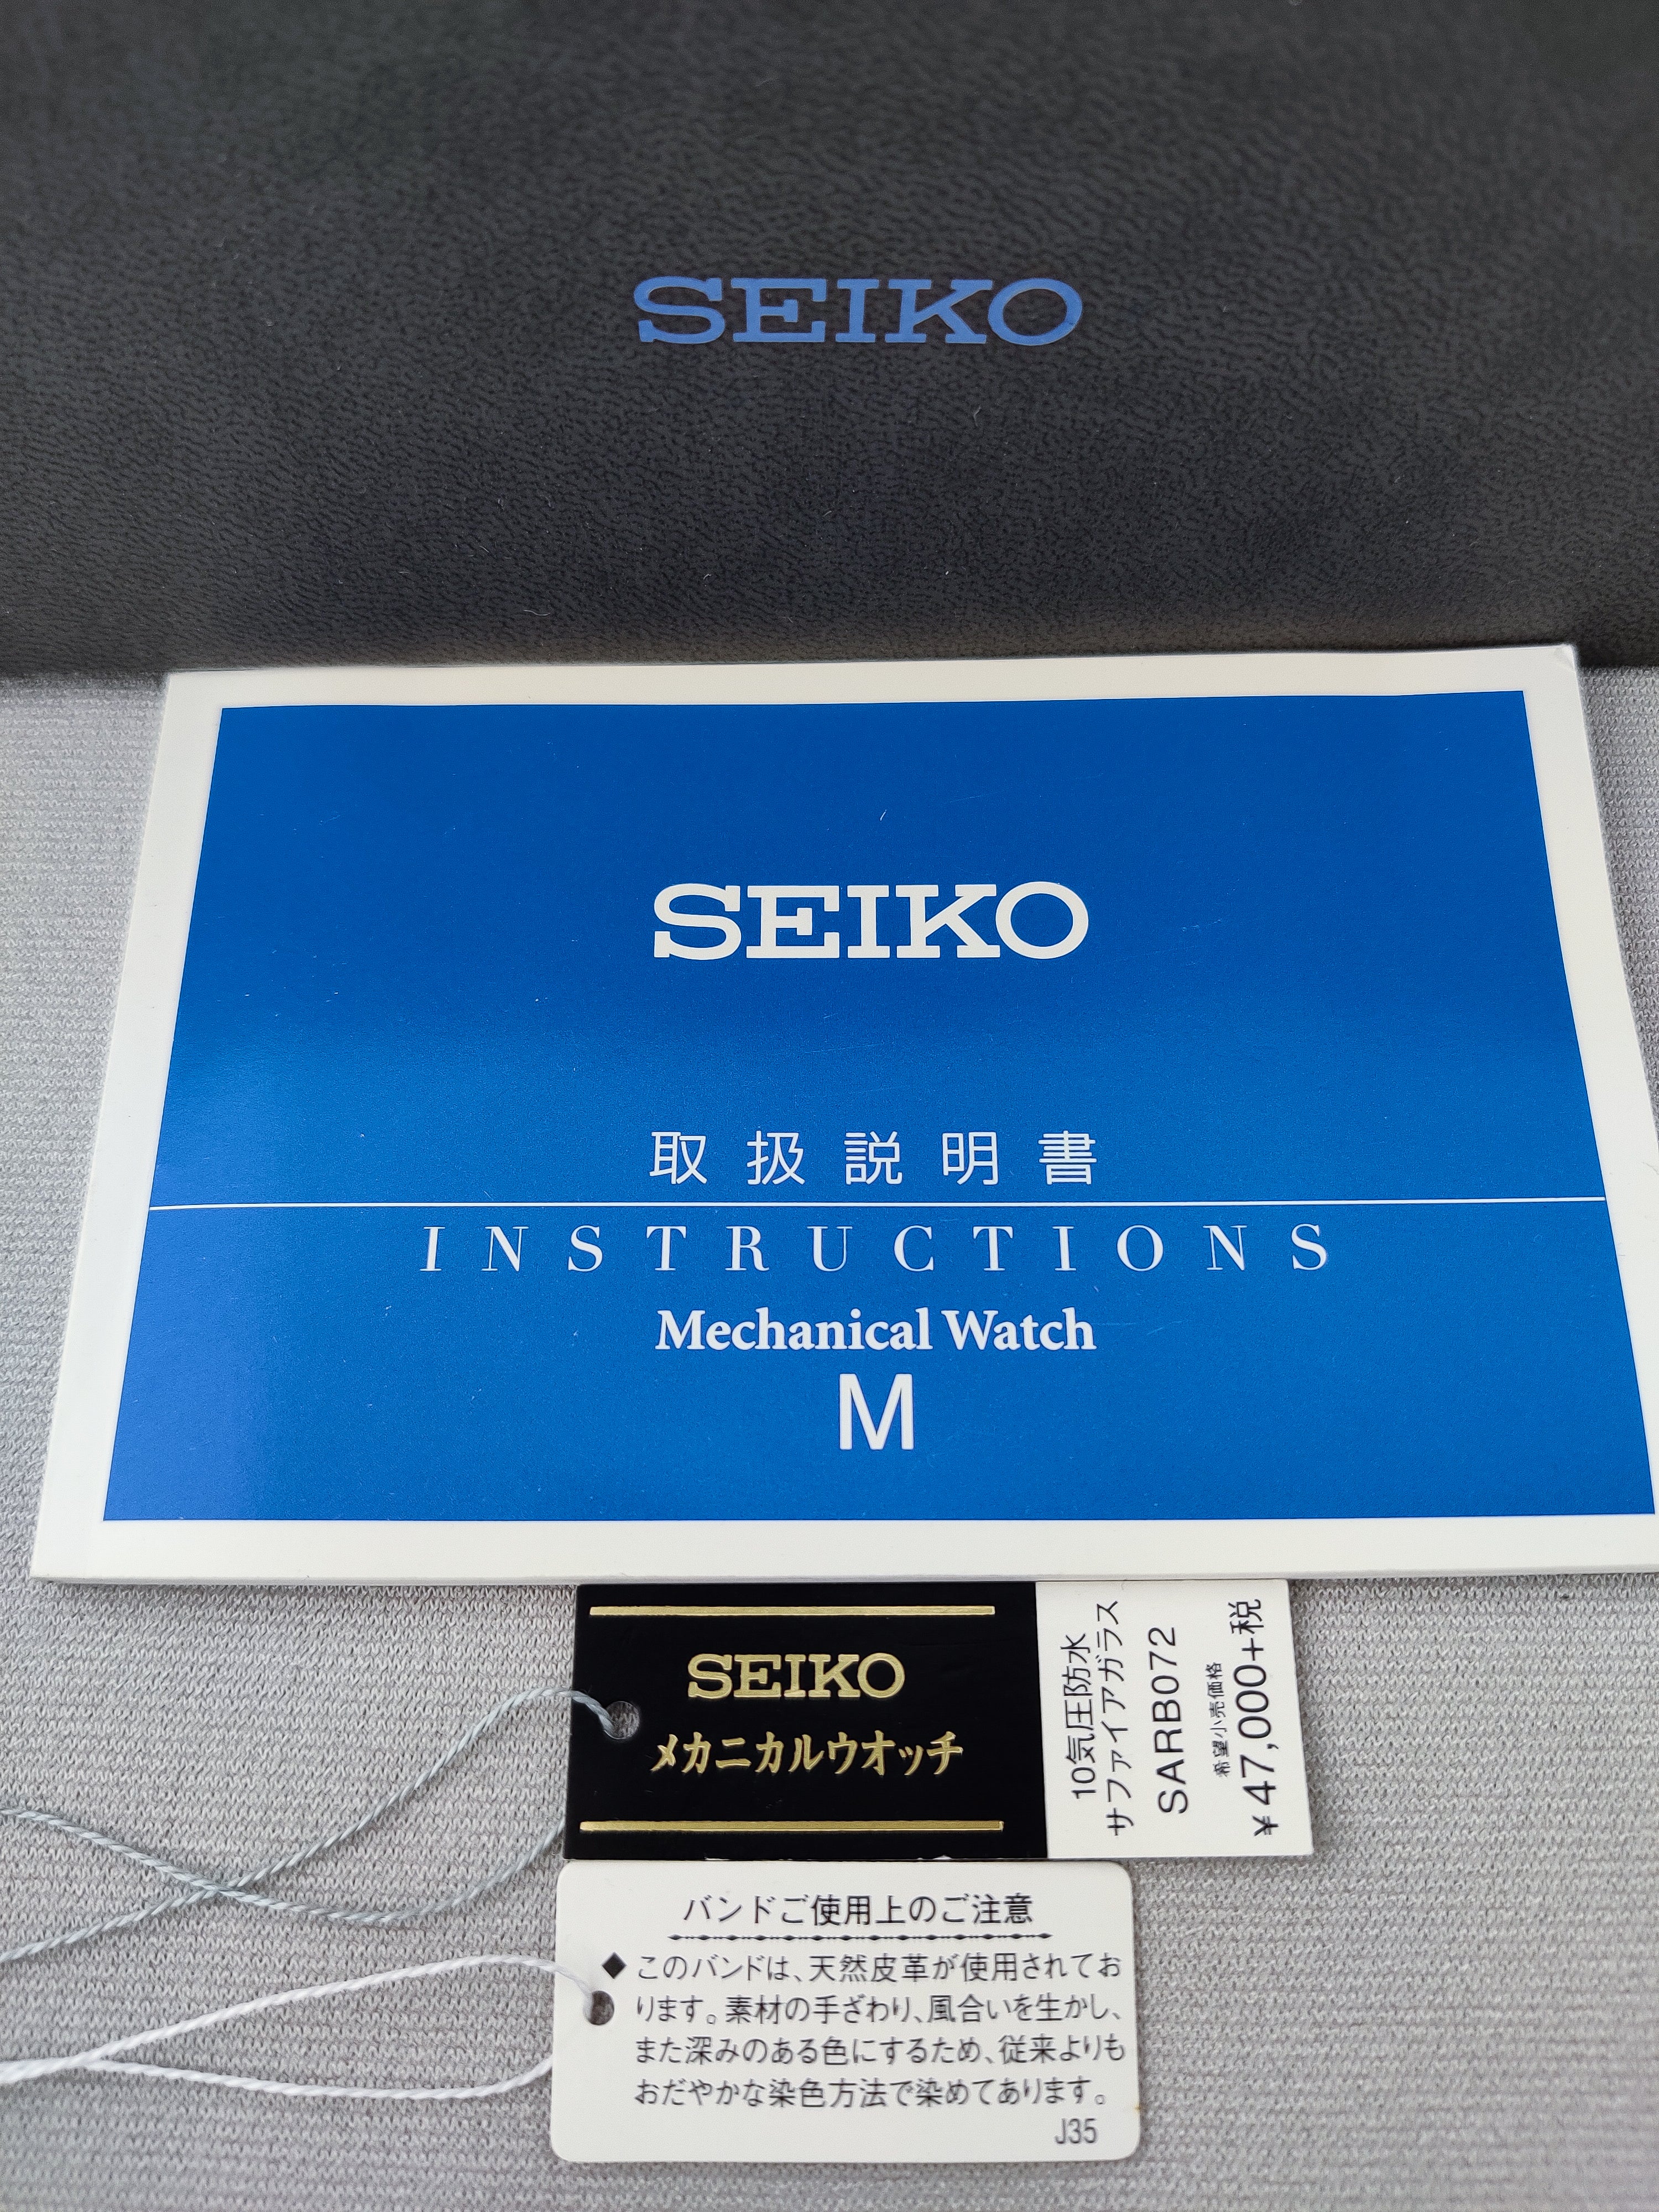 SEIKO
SEIKO
取扱説明書
INSTRUCTIONS
Mechanical Watch
M
SEIKO
メカニカルウオッチ
10気圧防水
サファイアガラス
SARB072
希望小売価格
¥47,000+税
バンドご使用上のご注意
◆このバンドは、天然皮革が使用されてお
ります。素材の手ざわり、風合いを生かし、
また深みのある色にするため、従来よりも
おだやかな染色方法で染めてあります。
J35